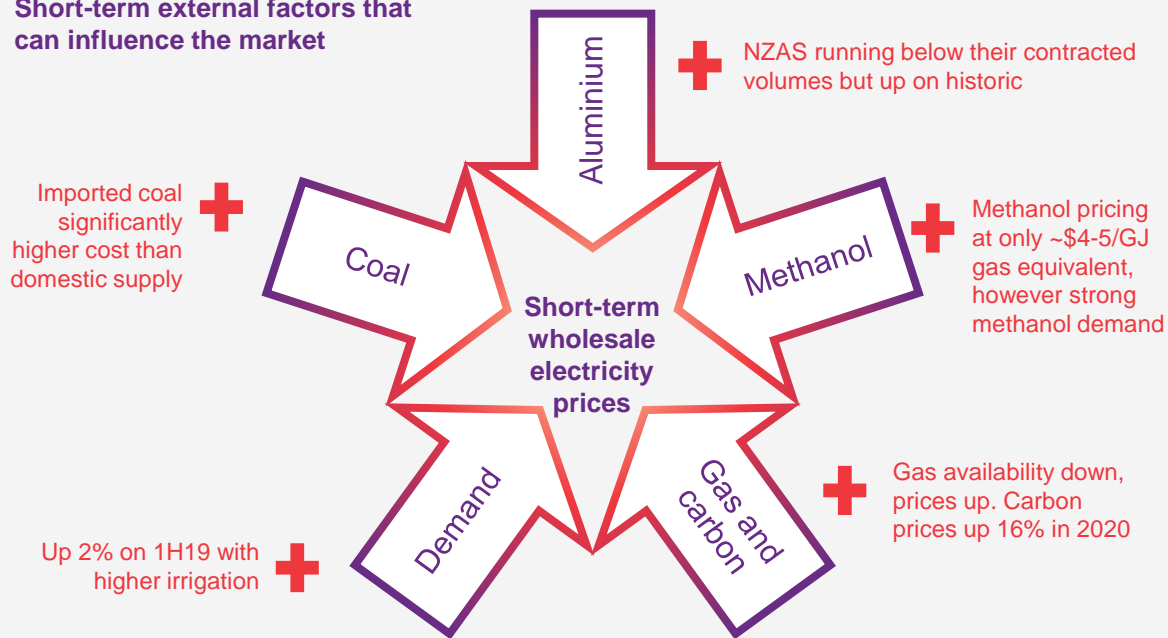 Short-term external factors that
can influence the market
Aluminium
NZAS running below their contracted
volumes but up on historic
Imported coal
significantly
higher cost than
domestic supply
Coal
Methanol
Methanol pricing
at only ~$4-5/GJ
gas equivalent,
however strong
methanol demand
Short-term
wholesale
electricity
prices
Demand
Up 2% on 1H19 with
higher irrigation
Gas and
carbon
Gas availability down,
prices up. Carbon
prices up 16% in 2020